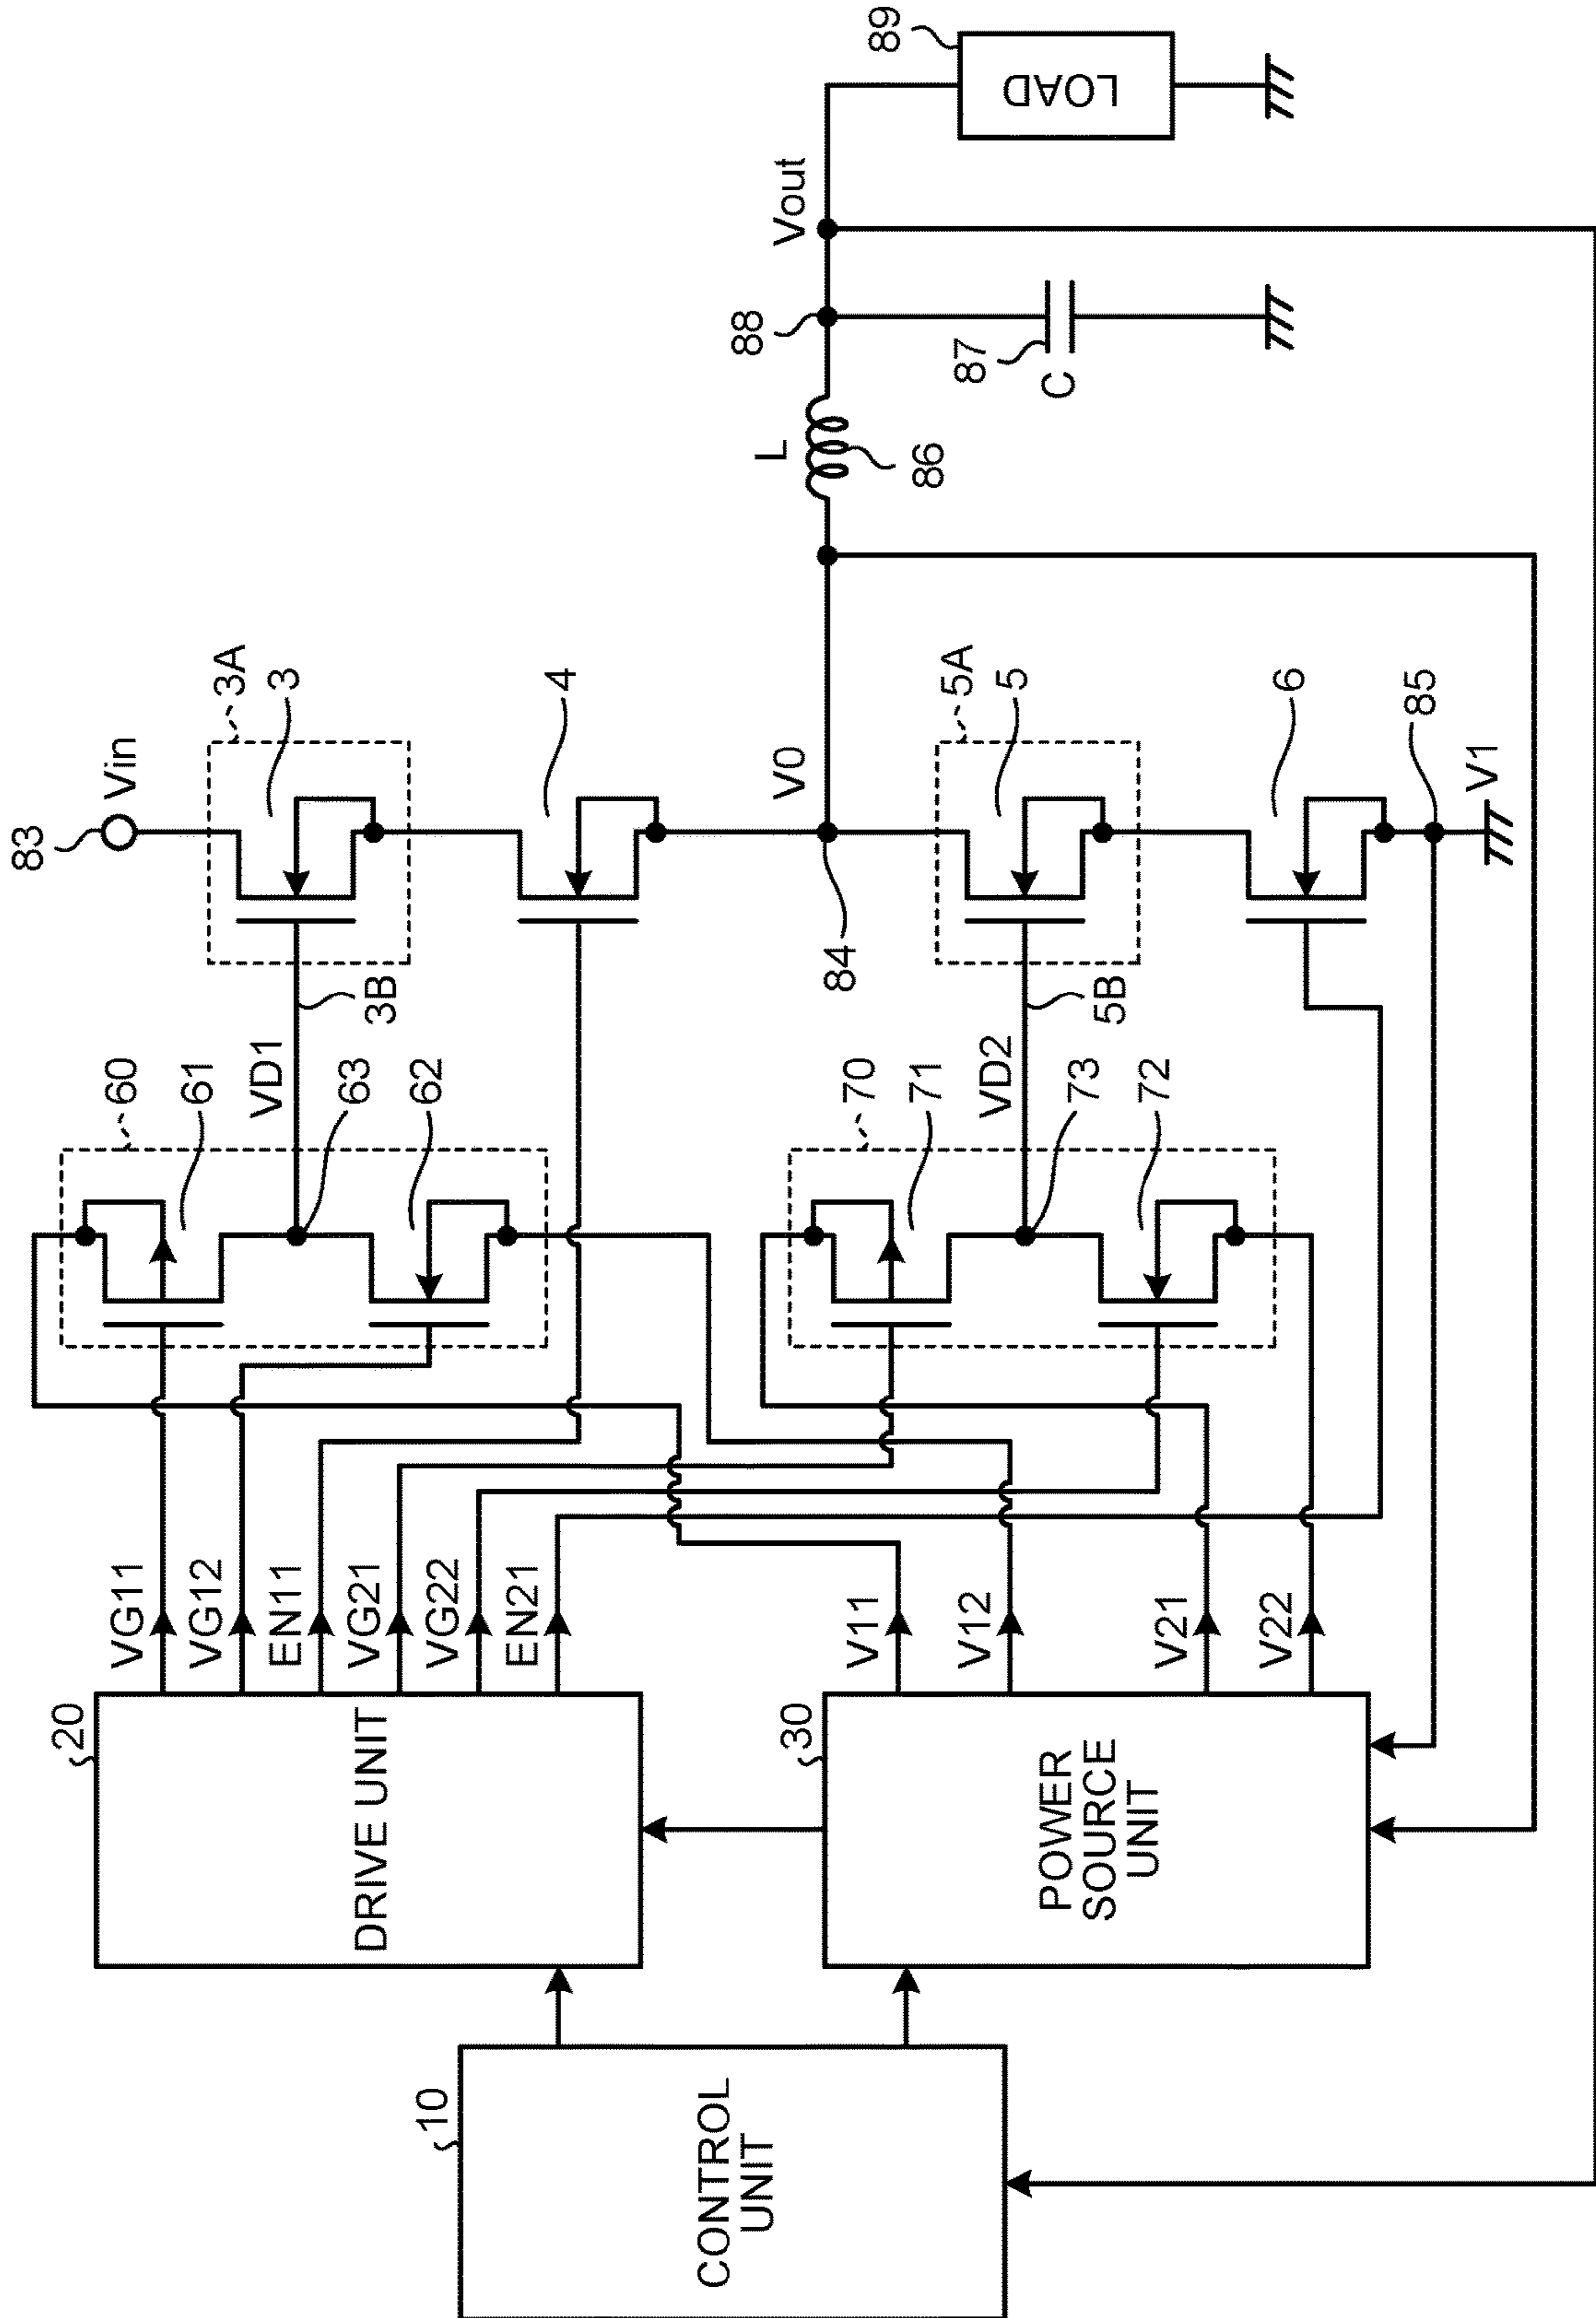 10
CONTROL
UNIT
20
DRIVE UNIT
30
POWER
SOURCE
UNIT
VG11
VG12
EN11
VG21
VG22
EN21
V11
V12
V21
V22
60
61
VD1
63
62
70
71
VD2
73
72
3B
5B
83
Vin
3A
3
4
V0
84
5A
5
6
85
V1
L
86
88
87
C
Vout
89
LOAD